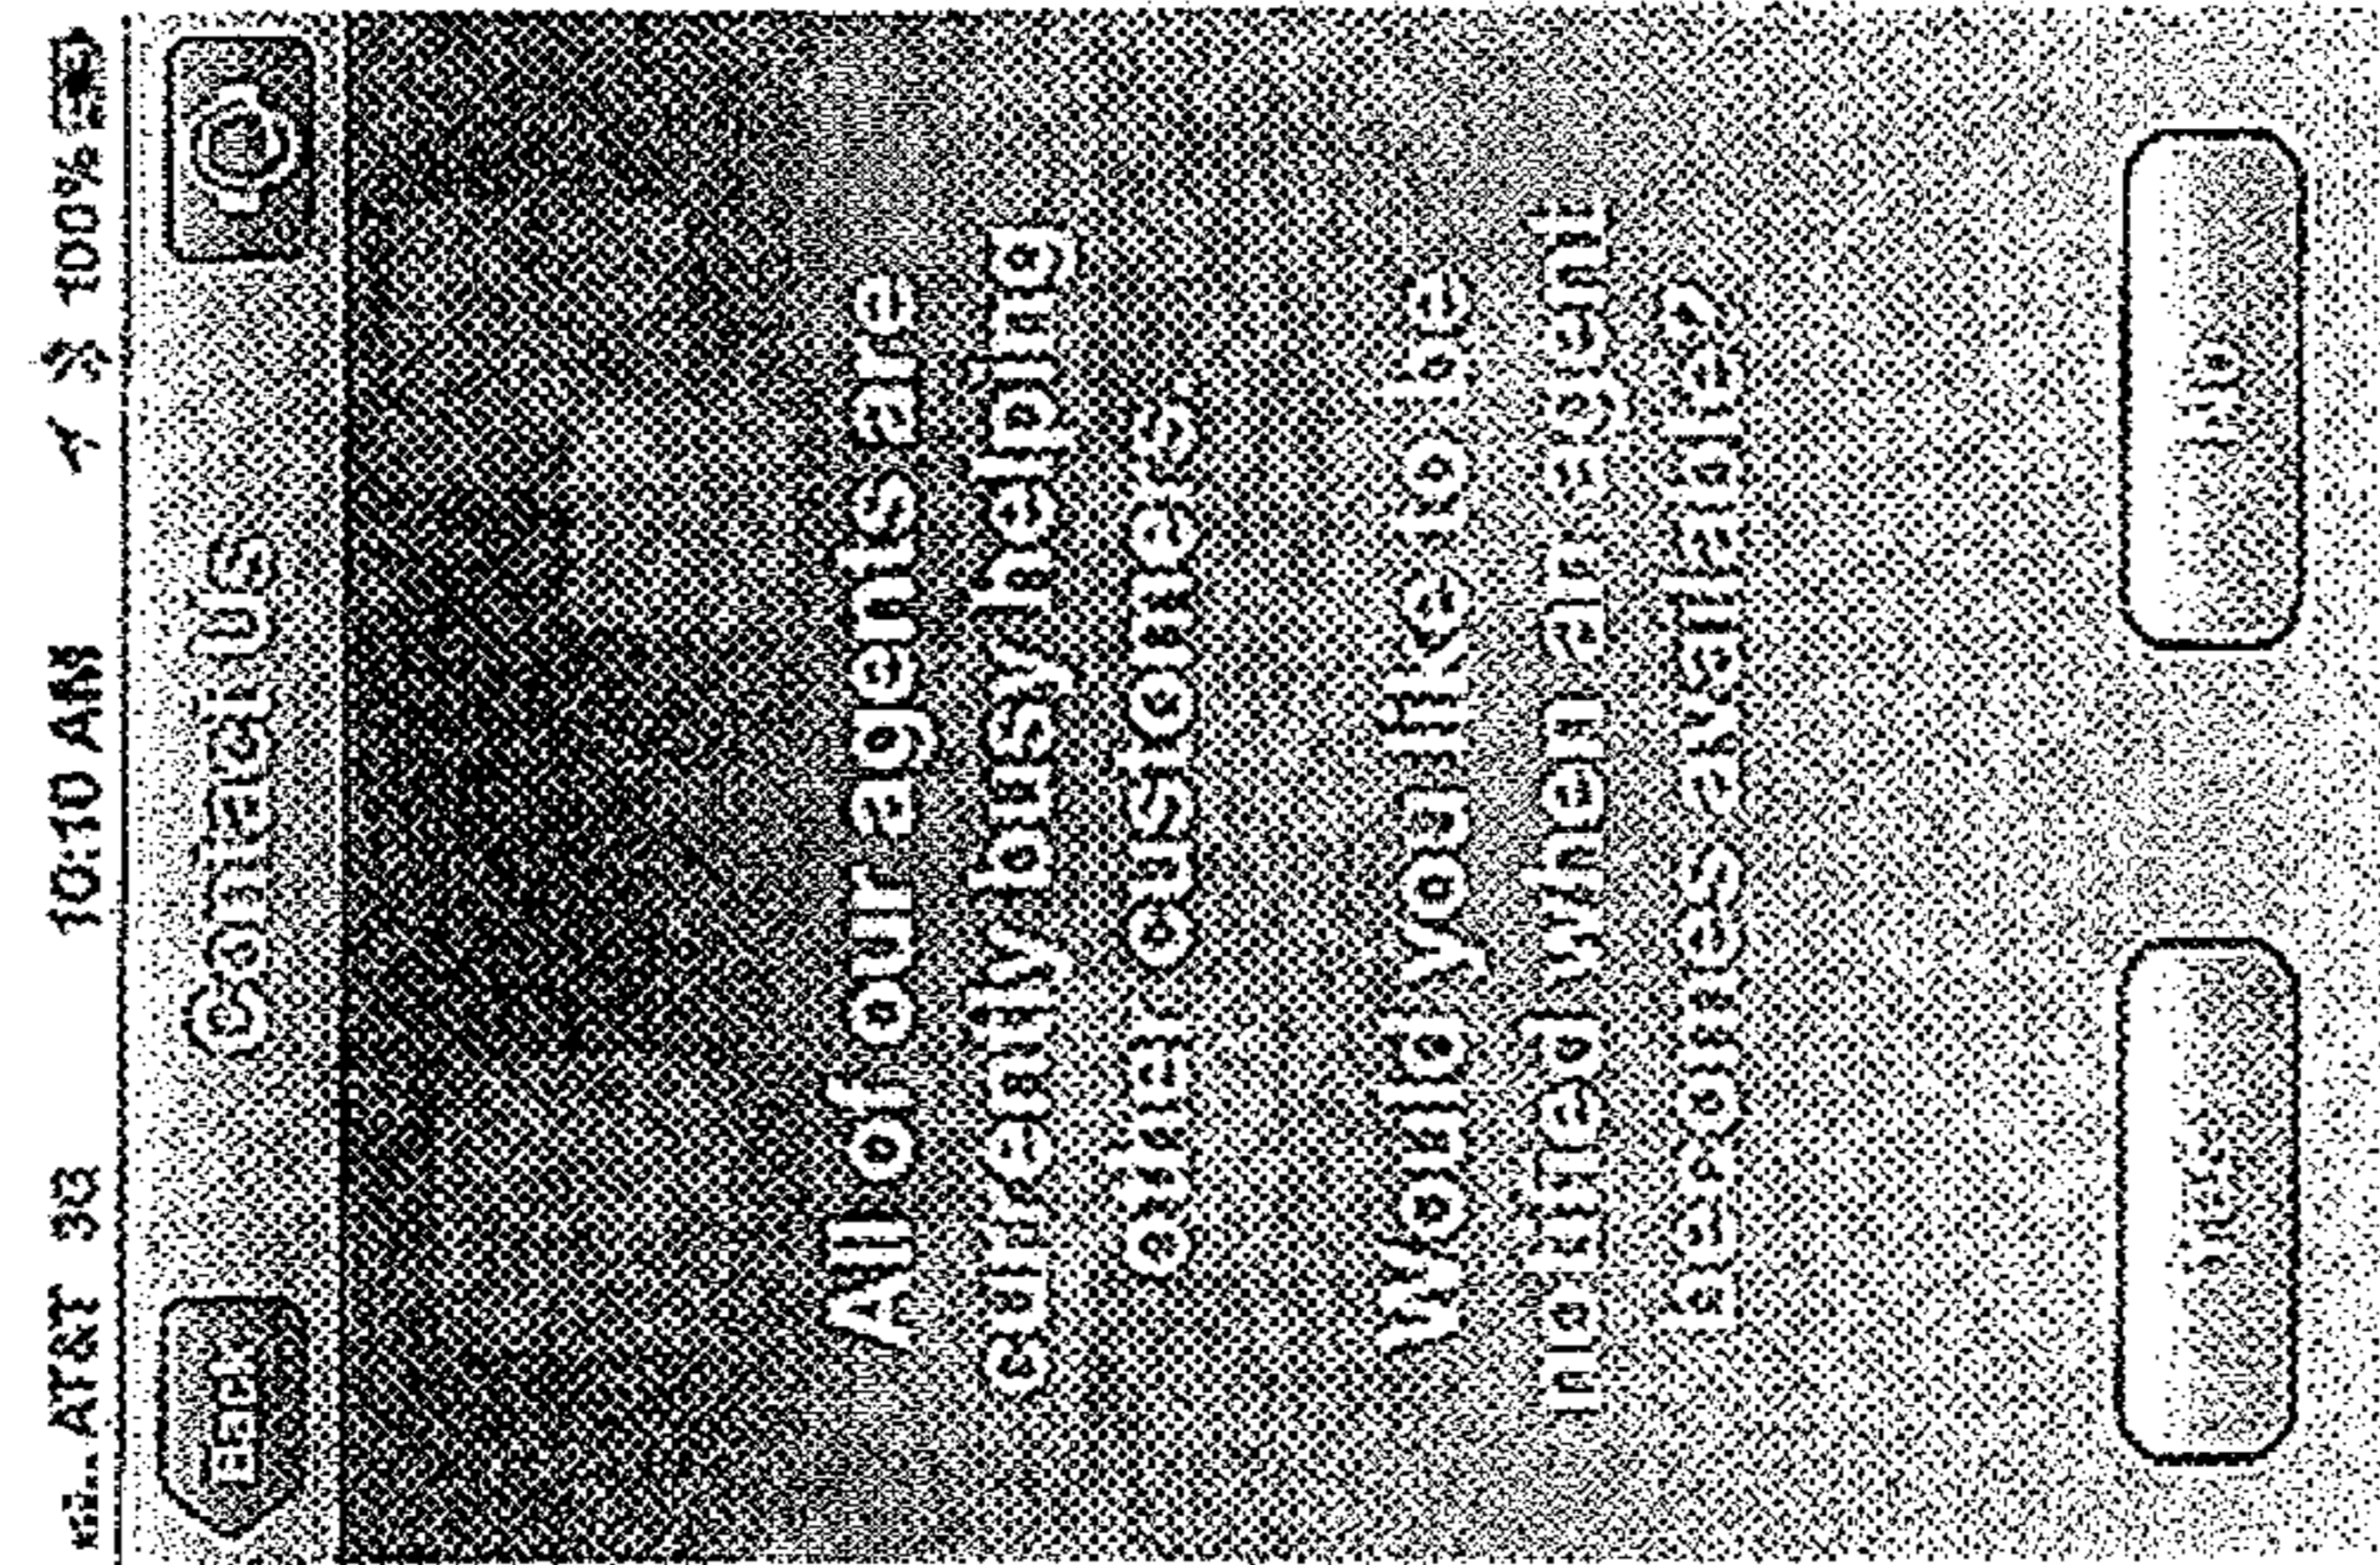 AT&T 3G 10:10 AM 100%
Back Contact Us
All of our agents are
currently busy helping
other customers.
Would you like to be
notified when an agent
becomes available?
Yes No